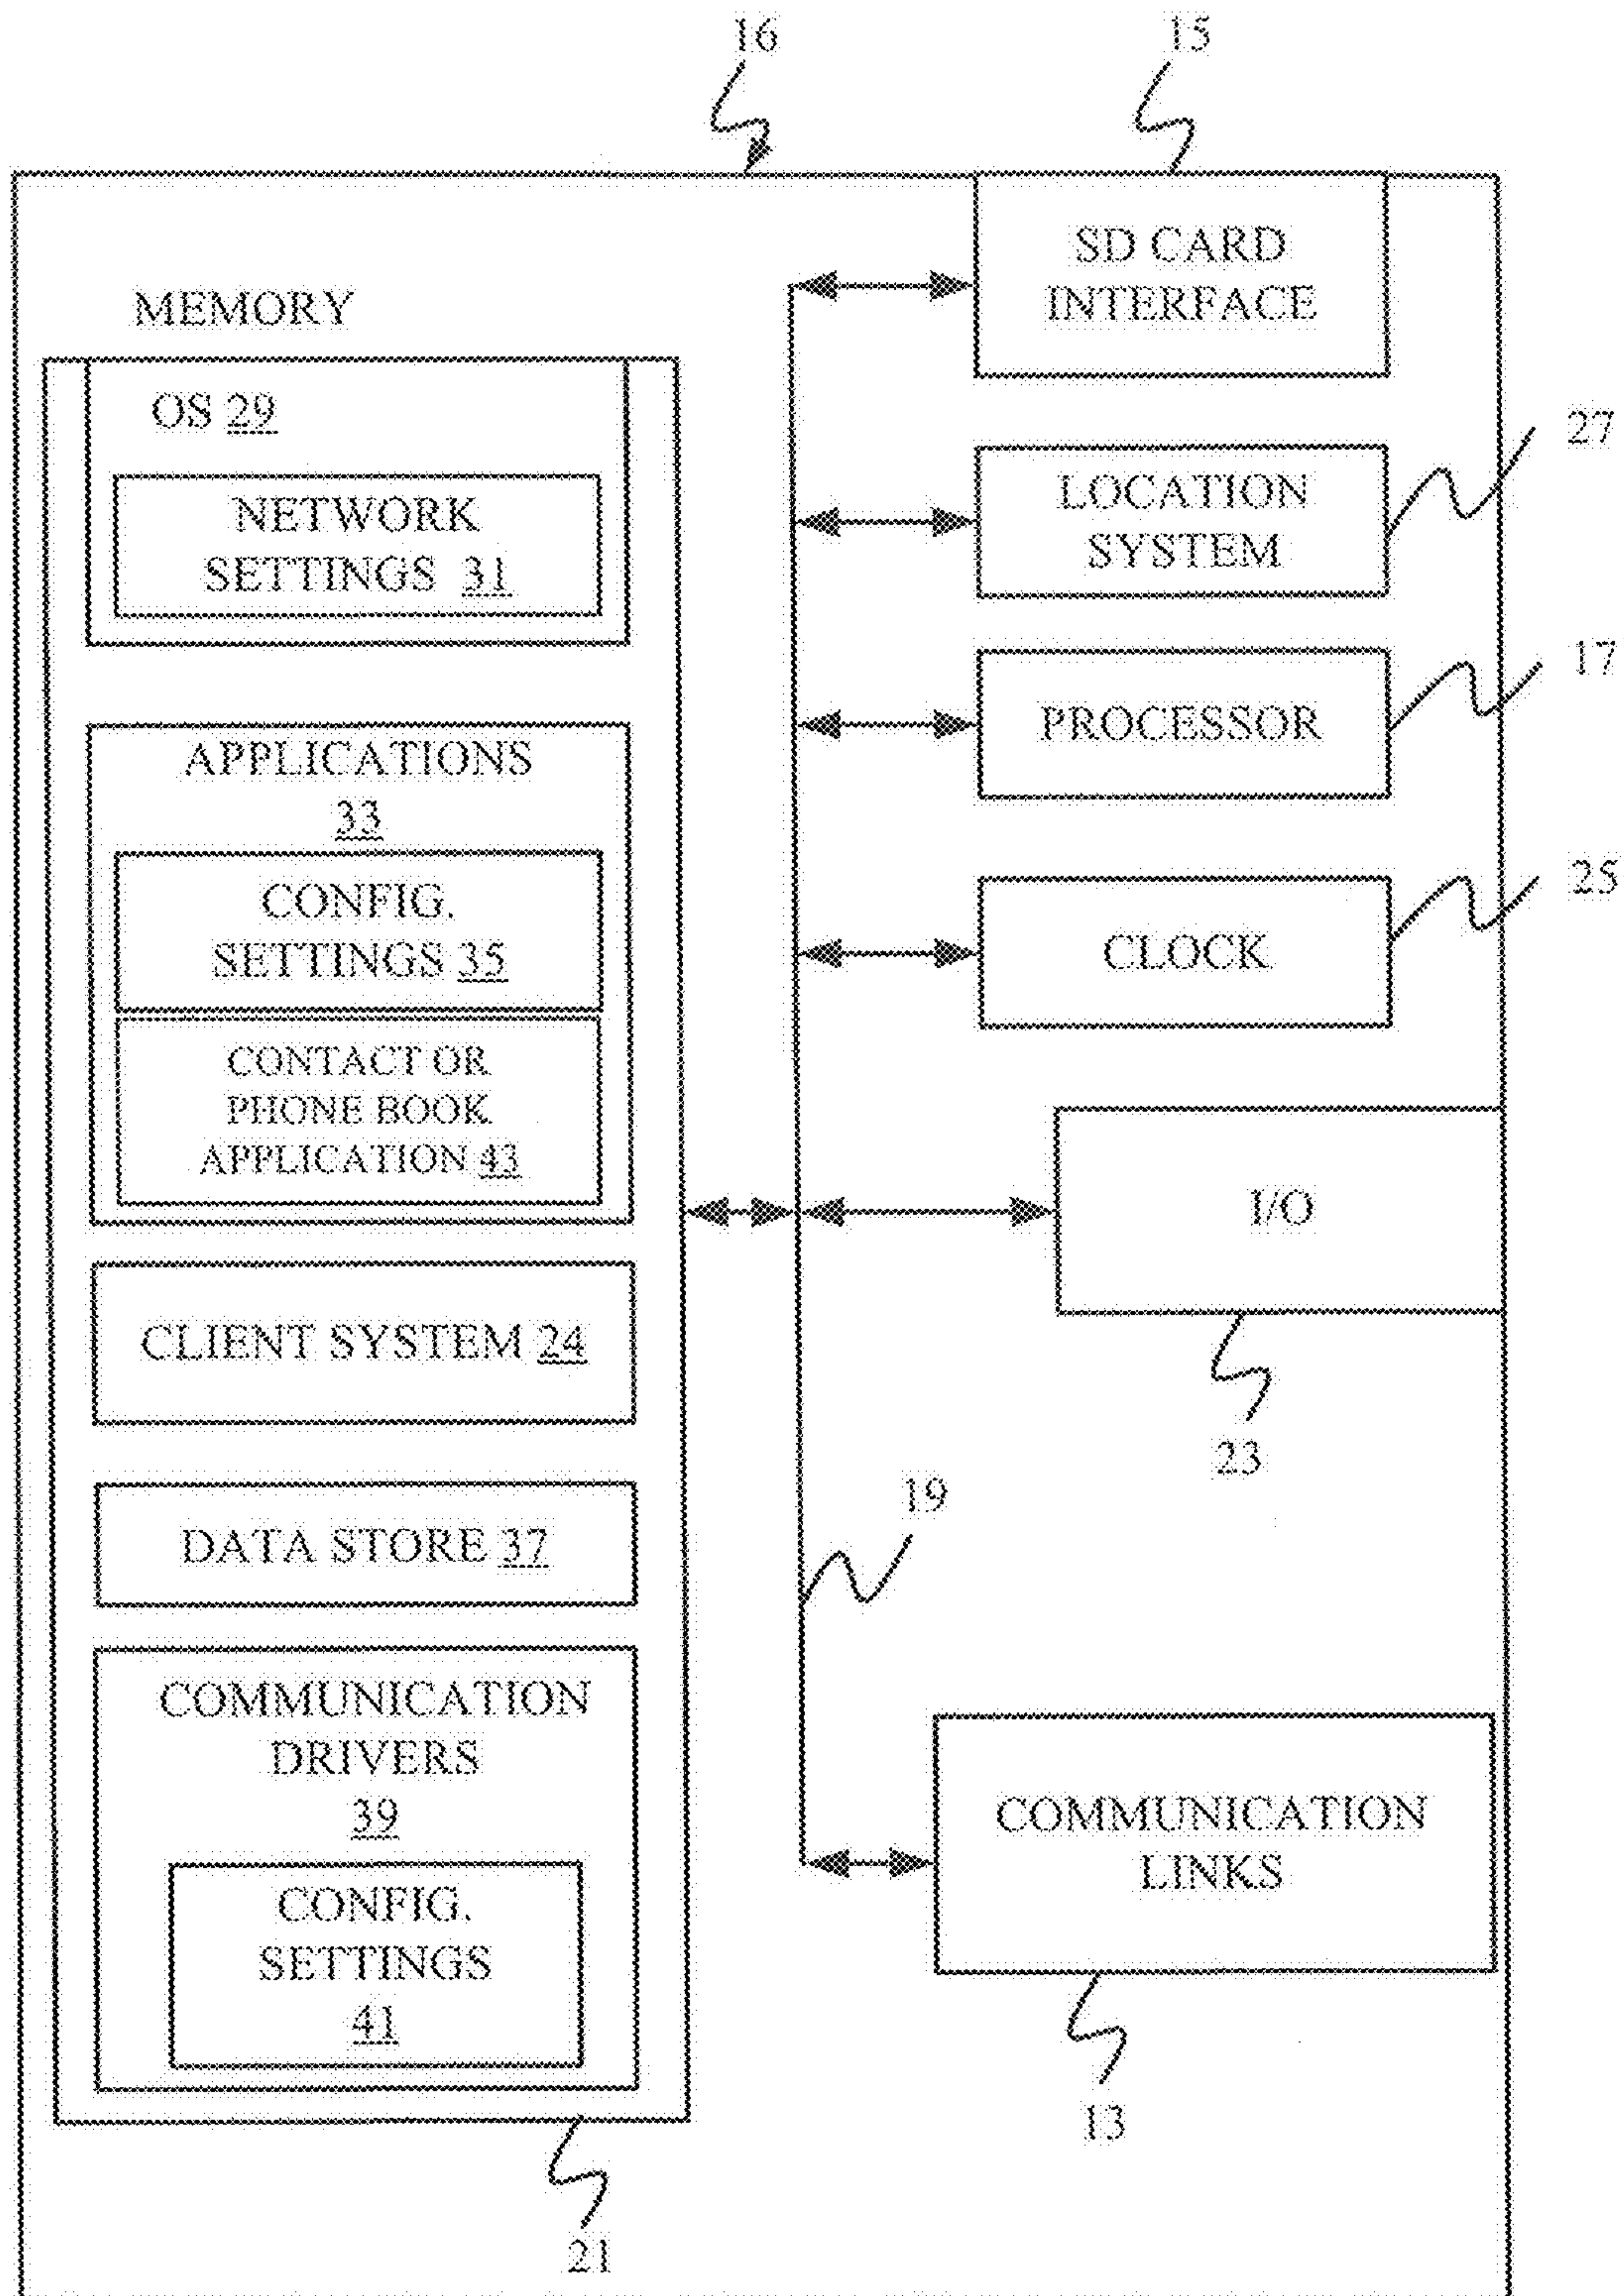 16
15
SD CARD
INTERFACE
MEMORY
OS 29
NETWORK
SETTINGS 31
27
LOCATION
SYSTEM
17
PROCESSOR
APPLICATIONS
33
CONFIG.
SETTINGS 35
CONTACT OR
PHONE BOOK
APPLICATION 43
25
CLOCK
I/O
23
CLIENT SYSTEM 24
19
DATA STORE 37
COMMUNICATION
DRIVERS
39
CONFIG.
SETTINGS
41
COMMUNICATION
LINKS
13
21